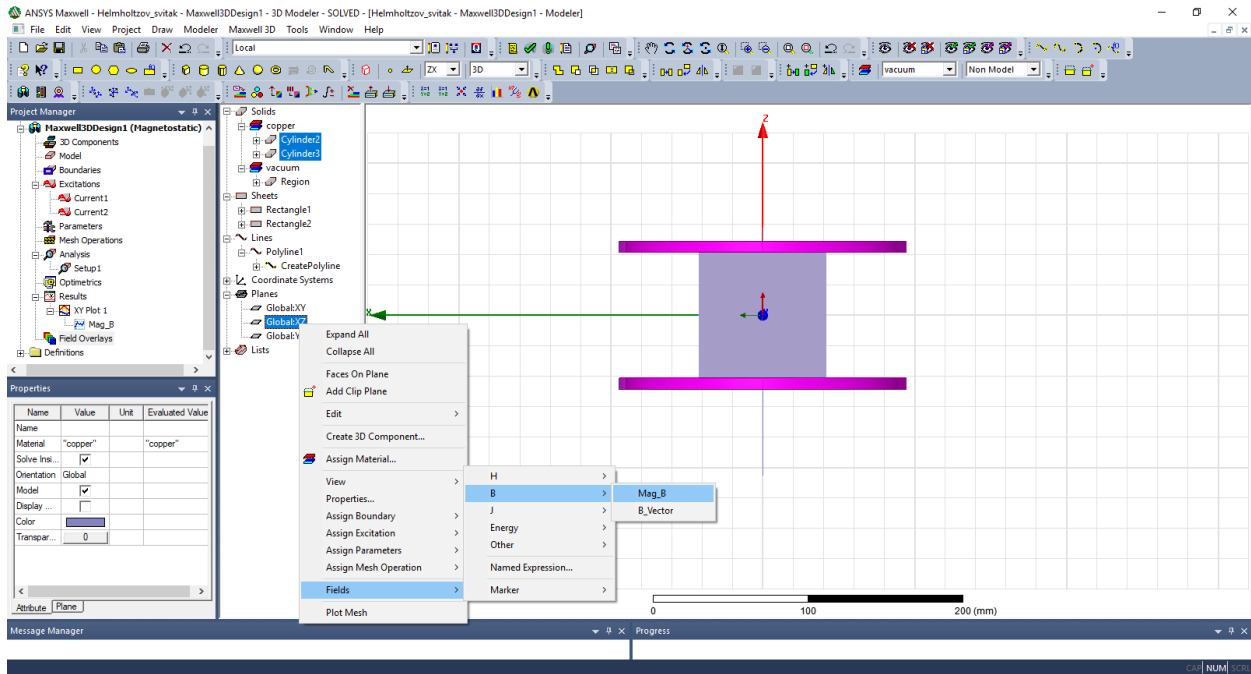 ANSYS Maxwell - Helmholtzov_svitak - Maxwell3DDesign1 - 3D Modeler - SOLVED - [Helmholtzov_svitak - Maxwell3DDesign1 - Modeler]
File Edit View Project Draw Modeler Maxwell 3D Tools Window Help
Local
ZX 3D vacuum Non Model
Project Manager
Maxwell3DDesign1 (Magnetostatic)
3D Components
Model
Boundaries
Excitations
Current1
Current2
Parameters
Mesh Operations
Analysis
Setup1
Optimetrics
Results
XY Plot 1
Mag_B
Field Overlays
Definitions
Properties
Name Value Unit Evaluated Value
Name
Material "copper" "copper"
Solve Insi...
Orientation Global
Model
Display ...
Color
Transpar... 0
Attribute Plane
Solids
copper
Cylinder2
Cylinder3
vacuum
Region
Sheets
Rectangle1
Rectangle2
Lines
Polyline1
CreatePolyline
Coordinate Systems
Planes
Global:XY
Global:XZ
Global:Y
Lists
Expand All
Collapse All
Faces On Plane
Add Clip Plane
Edit
Create 3D Component...
Assign Material...
View
Properties...
Assign Boundary
Assign Excitation
Assign Parameters
Assign Mesh Operation
Fields
Plot Mesh
H
B
J
Energy
Other
Named Expression...
Marker
Mag_B
B_Vector
Z
X
0 100 200 (mm)
Message Manager
Progress
CAP NUM SCRL